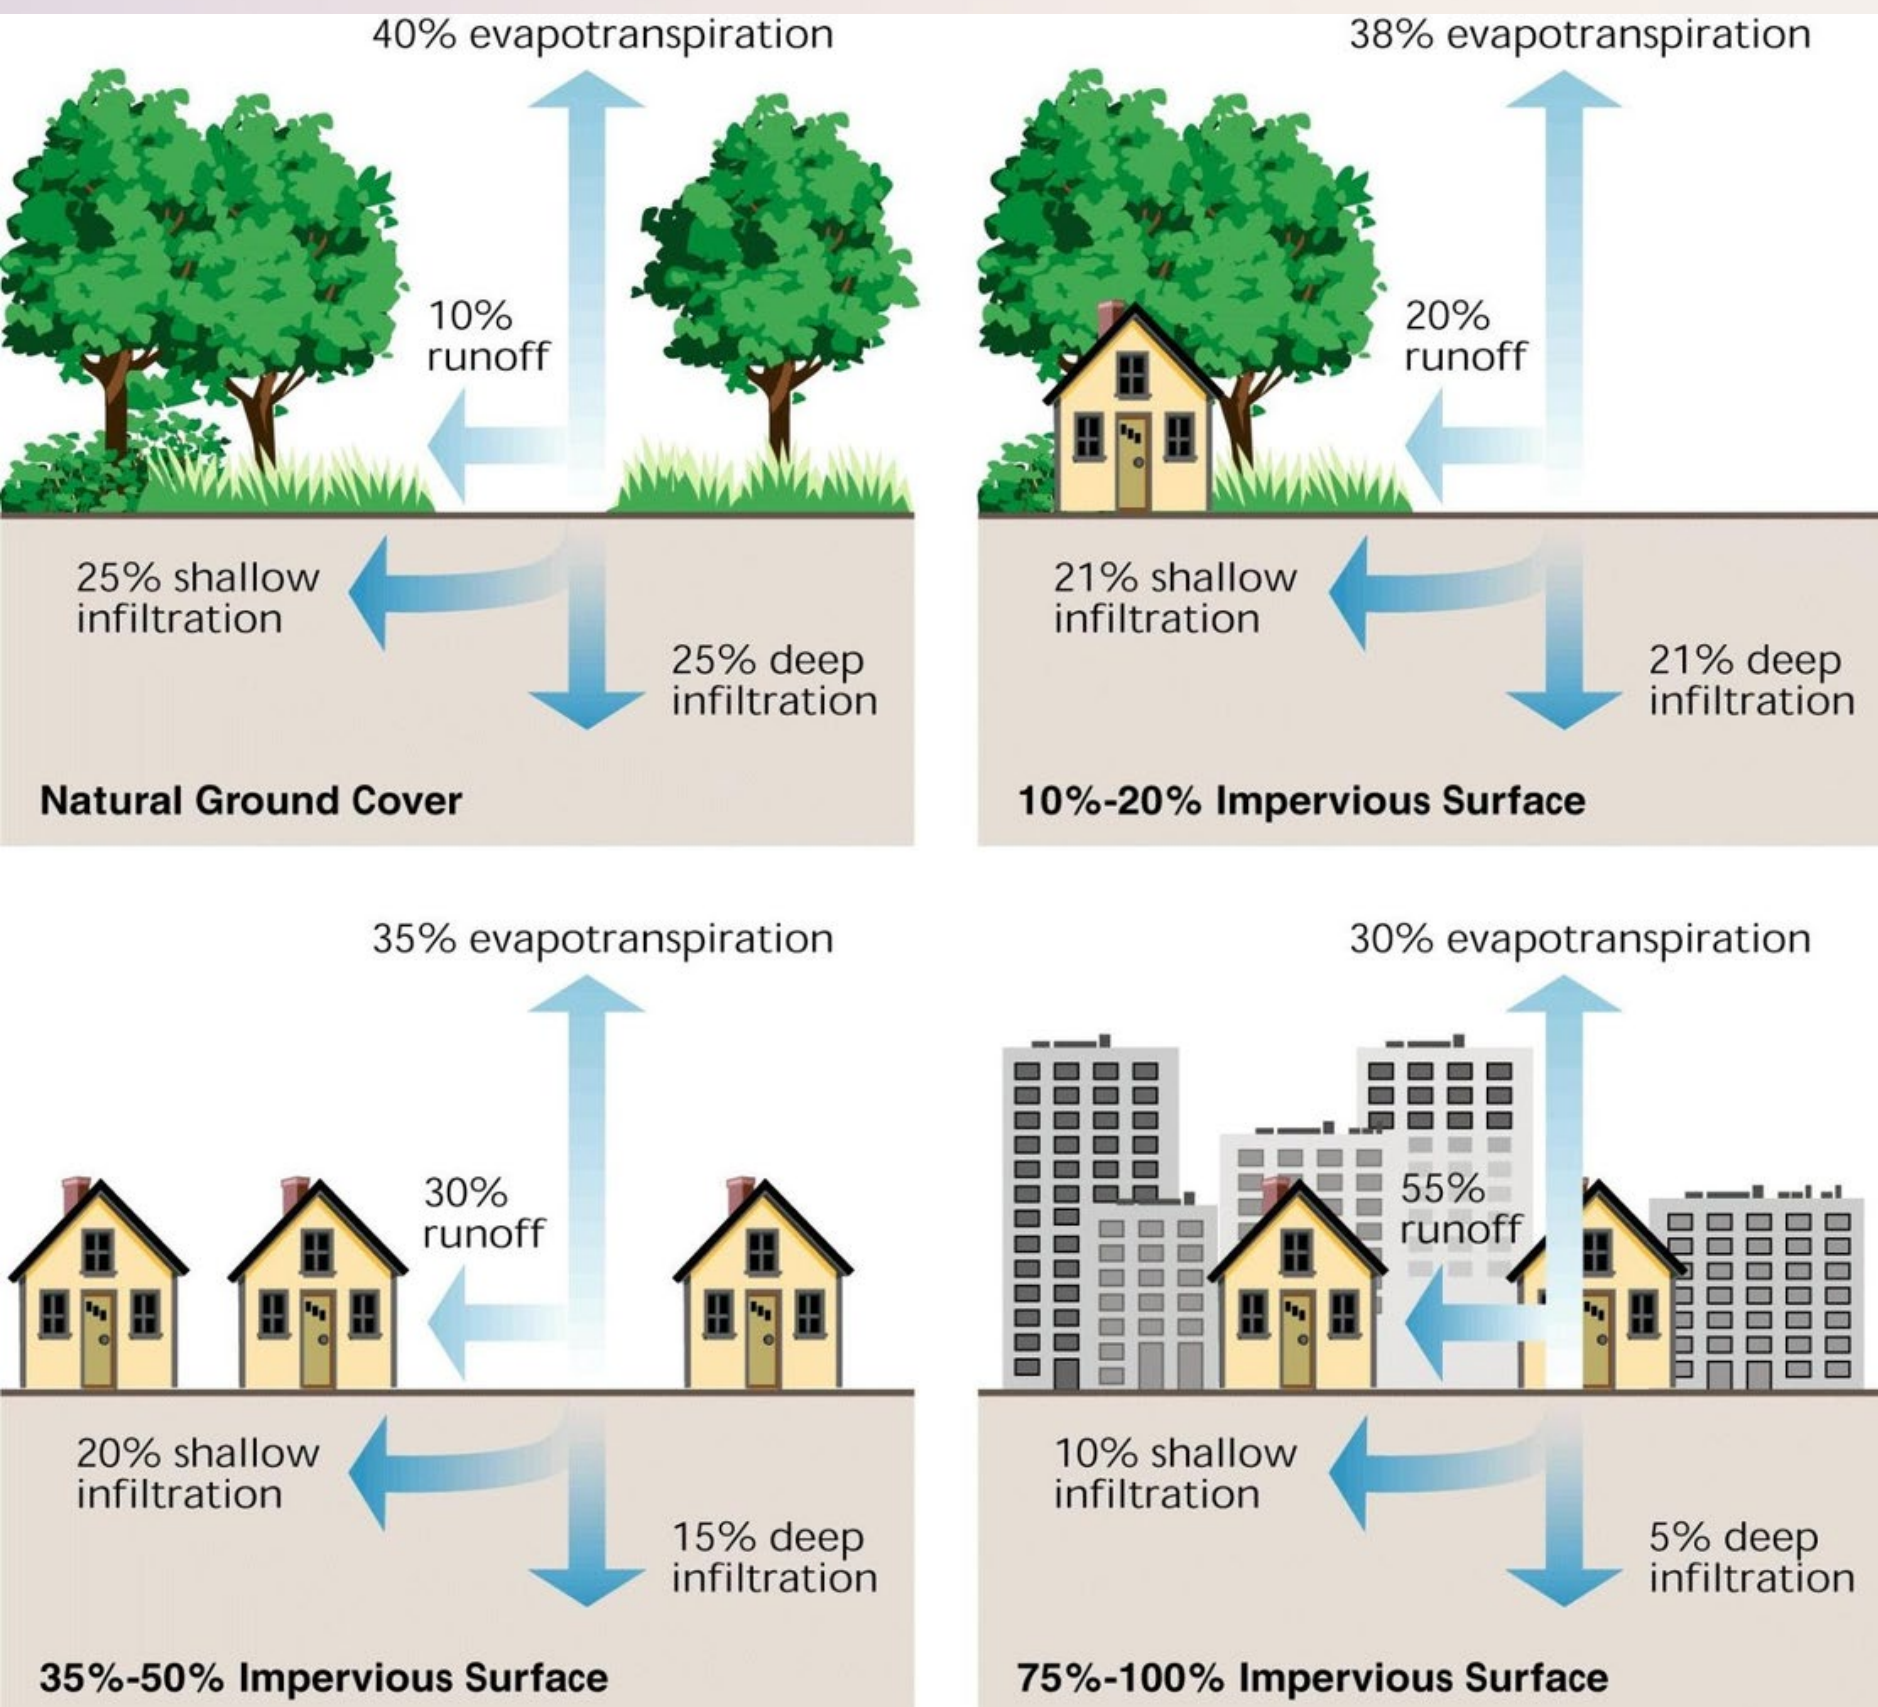 40% evapotranspiration
10%
runoff
25% shallow
infiltration
25% deep
infiltration
Natural Ground Cover
38% evapotranspiration
20%
runoff
21% shallow
infiltration
21% deep
infiltration
10%-20% Impervious Surface
35% evapotranspiration
30%
runoff
20% shallow
infiltration
15% deep
infiltration
35%-50% Impervious Surface
30% evapotranspiration
55%
runoff
10% shallow
infiltration
5% deep
infiltration
75%-100% Impervious Surface